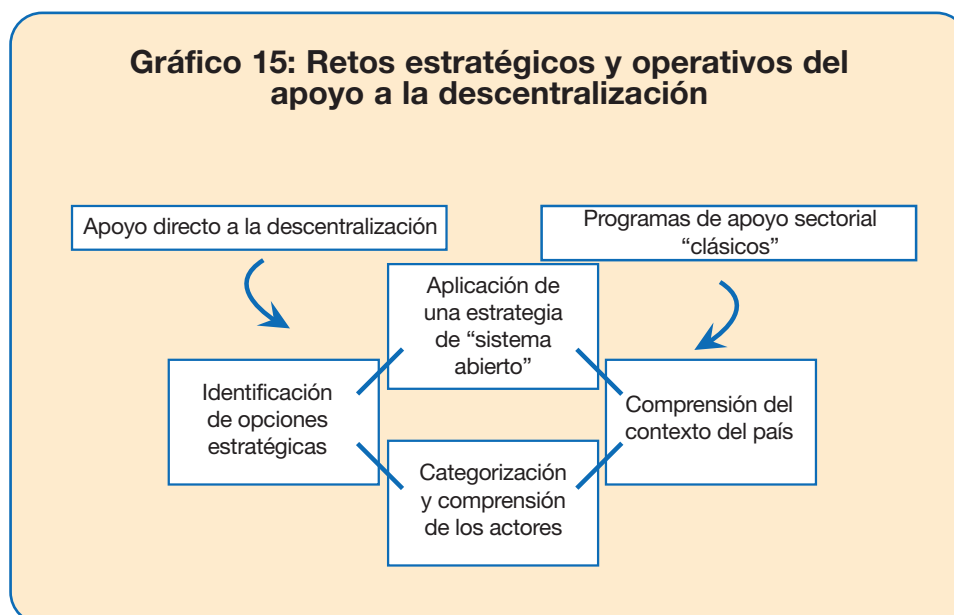 Gráfico 15: Retos estratégicos y operativos del
apoyo a la descentralización
Apoyo directo a la descentralización
Programas de apoyo sectorial
“clásicos”
Aplicación de
una estrategia
de “sistema
abierto”
Identificación
de opciones
estratégicas
Comprensión del
contexto del país
Categorización
y comprensión
de los actores